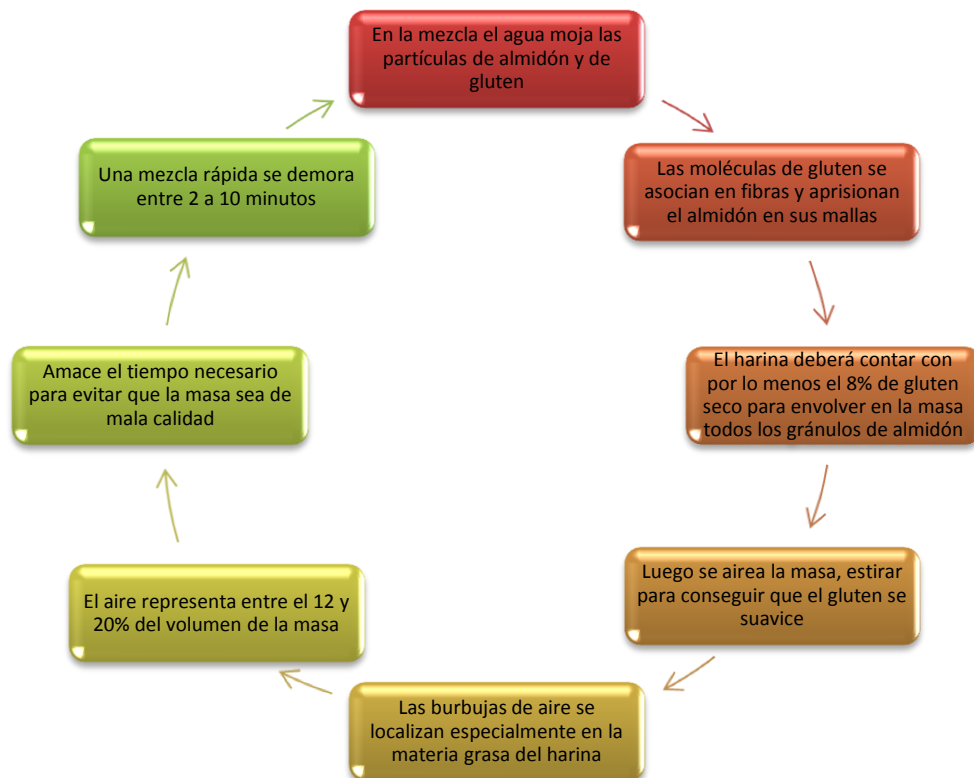 En la mezcla el agua moja las
partículas de almidón y de
gluten
Las moléculas de gluten se
asocian en fibras y aprisionan
el almidón en sus mallas
El harina deberá contar con
por lo menos el 8% de gluten
seco para envolver en la masa
todos los gránulos de almidón
Luego se airea la masa, estirar
para conseguir que el gluten se
suavice
Las burbujas de aire se
localizan especialmente en la
materia grasa del harina
El aire representa entre el 12 y
20% del volumen de la masa
Amace el tiempo necesario
para evitar que la masa sea de
mala calidad
Una mezcla rápida se demora
entre 2 a 10 minutos